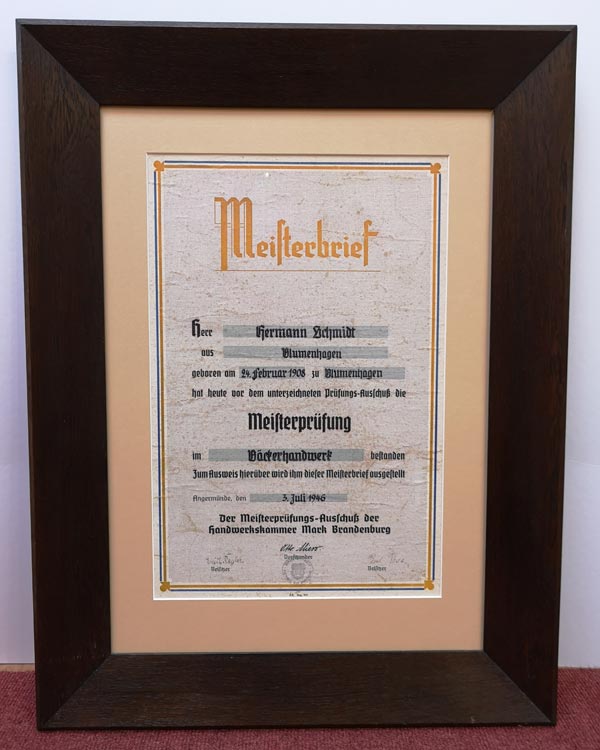 Meisterbrief
Herr Hermann Schmidt
aus Blumenhagen
geboren am 24. Februar 1908 zu Blumenhagen
hat heute vor dem unterzeichneten Prüfungs-Ausschuß die
Meisterprüfung
im Bäckerhandwerk bestanden
Zum Ausweis hierüber wird ihm dieser Meisterbrief ausgestellt
Angermünde, den 3. Juli 1946
Der Meisterprüfungs-Ausschuß der
Handwerkskammer Mark Brandenburg
Vorsitzender
Beisitzer Beisitzer